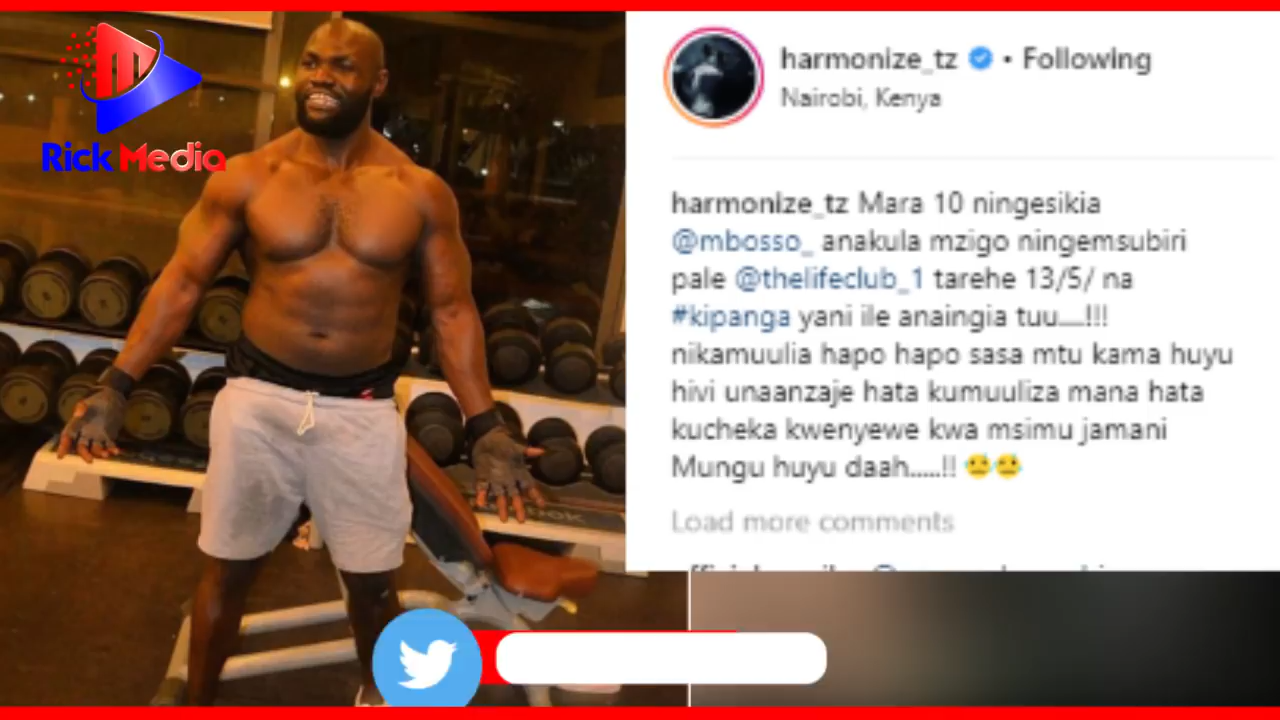 Rick Media
harmonize_tz • Following
Nairobi, Kenya
harmonize_tz Mara 10 ningesikia
@mbosso_ anakula mzigo ningemsubiri
pale @thelifeclub_1 tarehe 13/5/ na
#kipanga yani ile anaingia tuu....!!!
nikamuulia hapo hapo sasa mtu kama huyu
hivi unaanzaje hata kumuuliza mana hata
kucheka kwenyewe kwa msimu jamani
Mungu huyu daah.....!! 😓😓
Load more comments